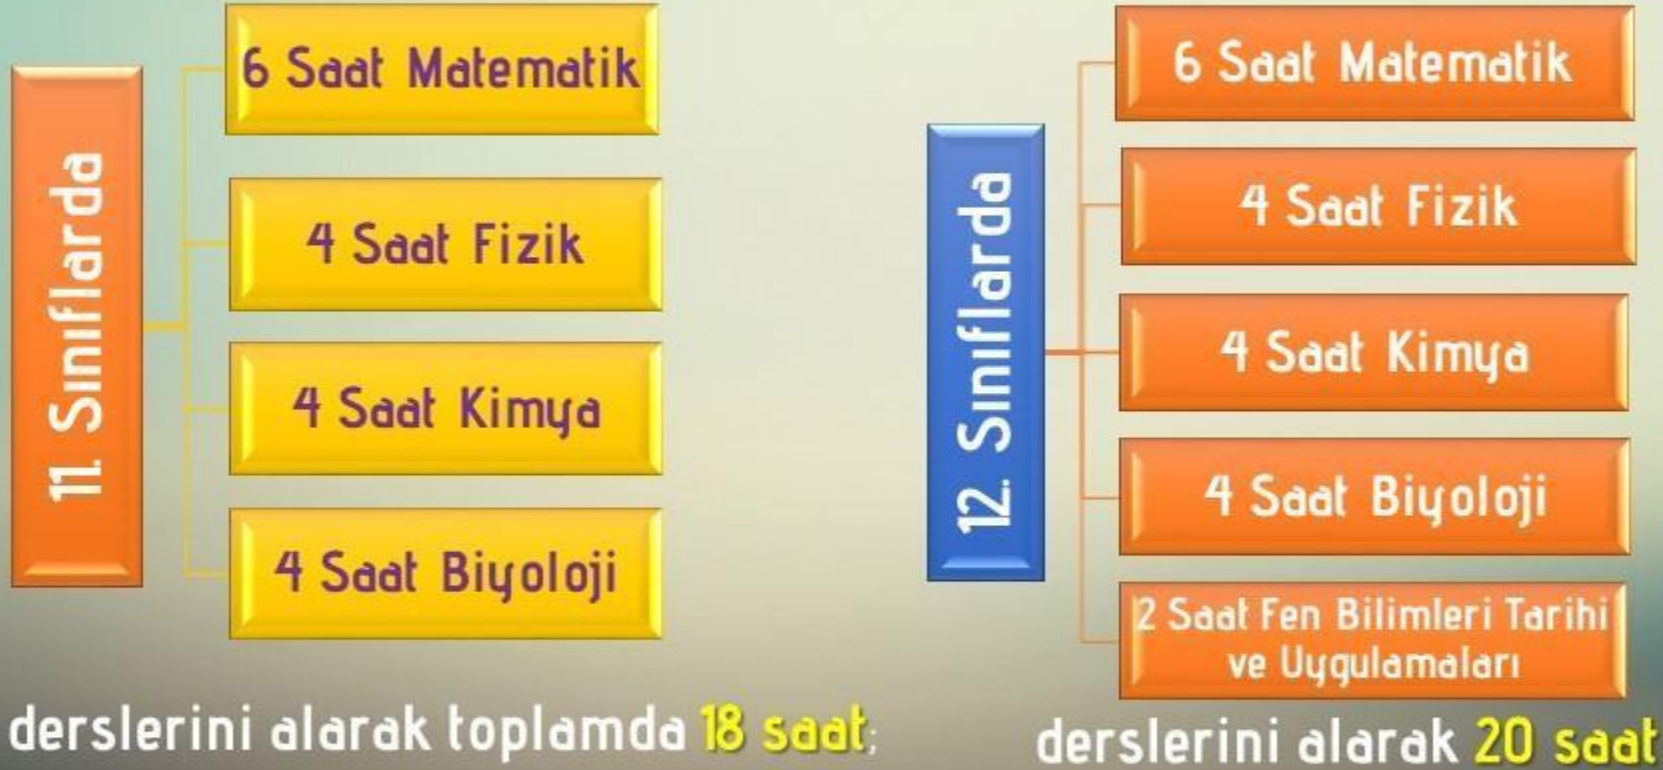 11. Sınıflarda
6 Saat Matematik
4 Saat Fizik
4 Saat Kimya
4 Saat Biyoloji
derslerini alarak toplamda 18 saat;
12. Sınıflarda
6 Saat Matematik
4 Saat Fizik
4 Saat Kimya
4 Saat Biyoloji
2 Saat Fen Bilimleri Tarihi
ve Uygulamaları
derslerini alarak 20 saat